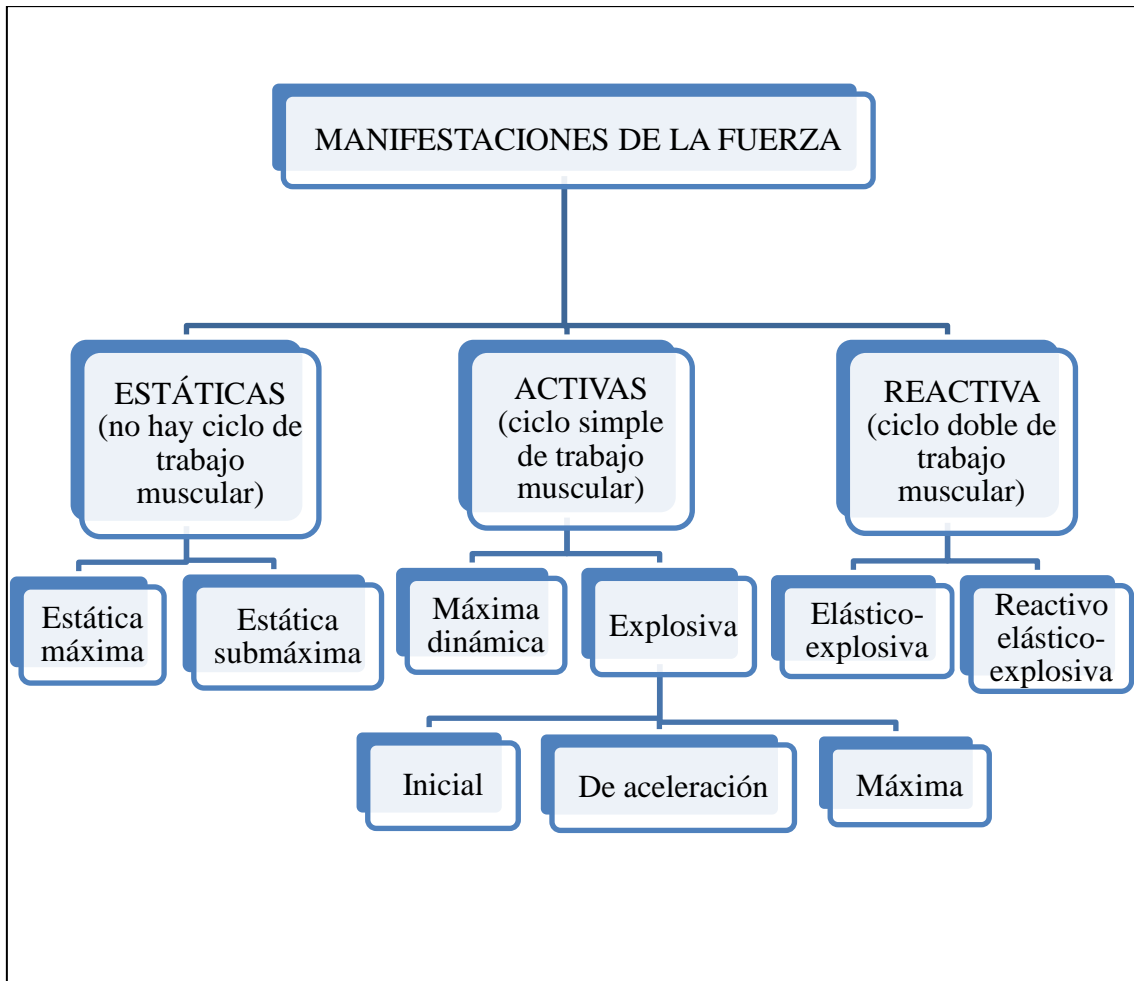 MANIFESTACIONES DE LA FUERZA
ESTÁTICAS
(no hay ciclo de
trabajo
muscular)
ACTIVAS
(ciclo simple
de trabajo
muscular)
REACTIVA
(ciclo doble de
trabajo
muscular)
Estática
máxima
Estática
submáxima
Máxima
dinámica
Explosiva
Elástico-
explosiva
Reactivo
elástico-
explosiva
Inicial
De aceleración
Máxima